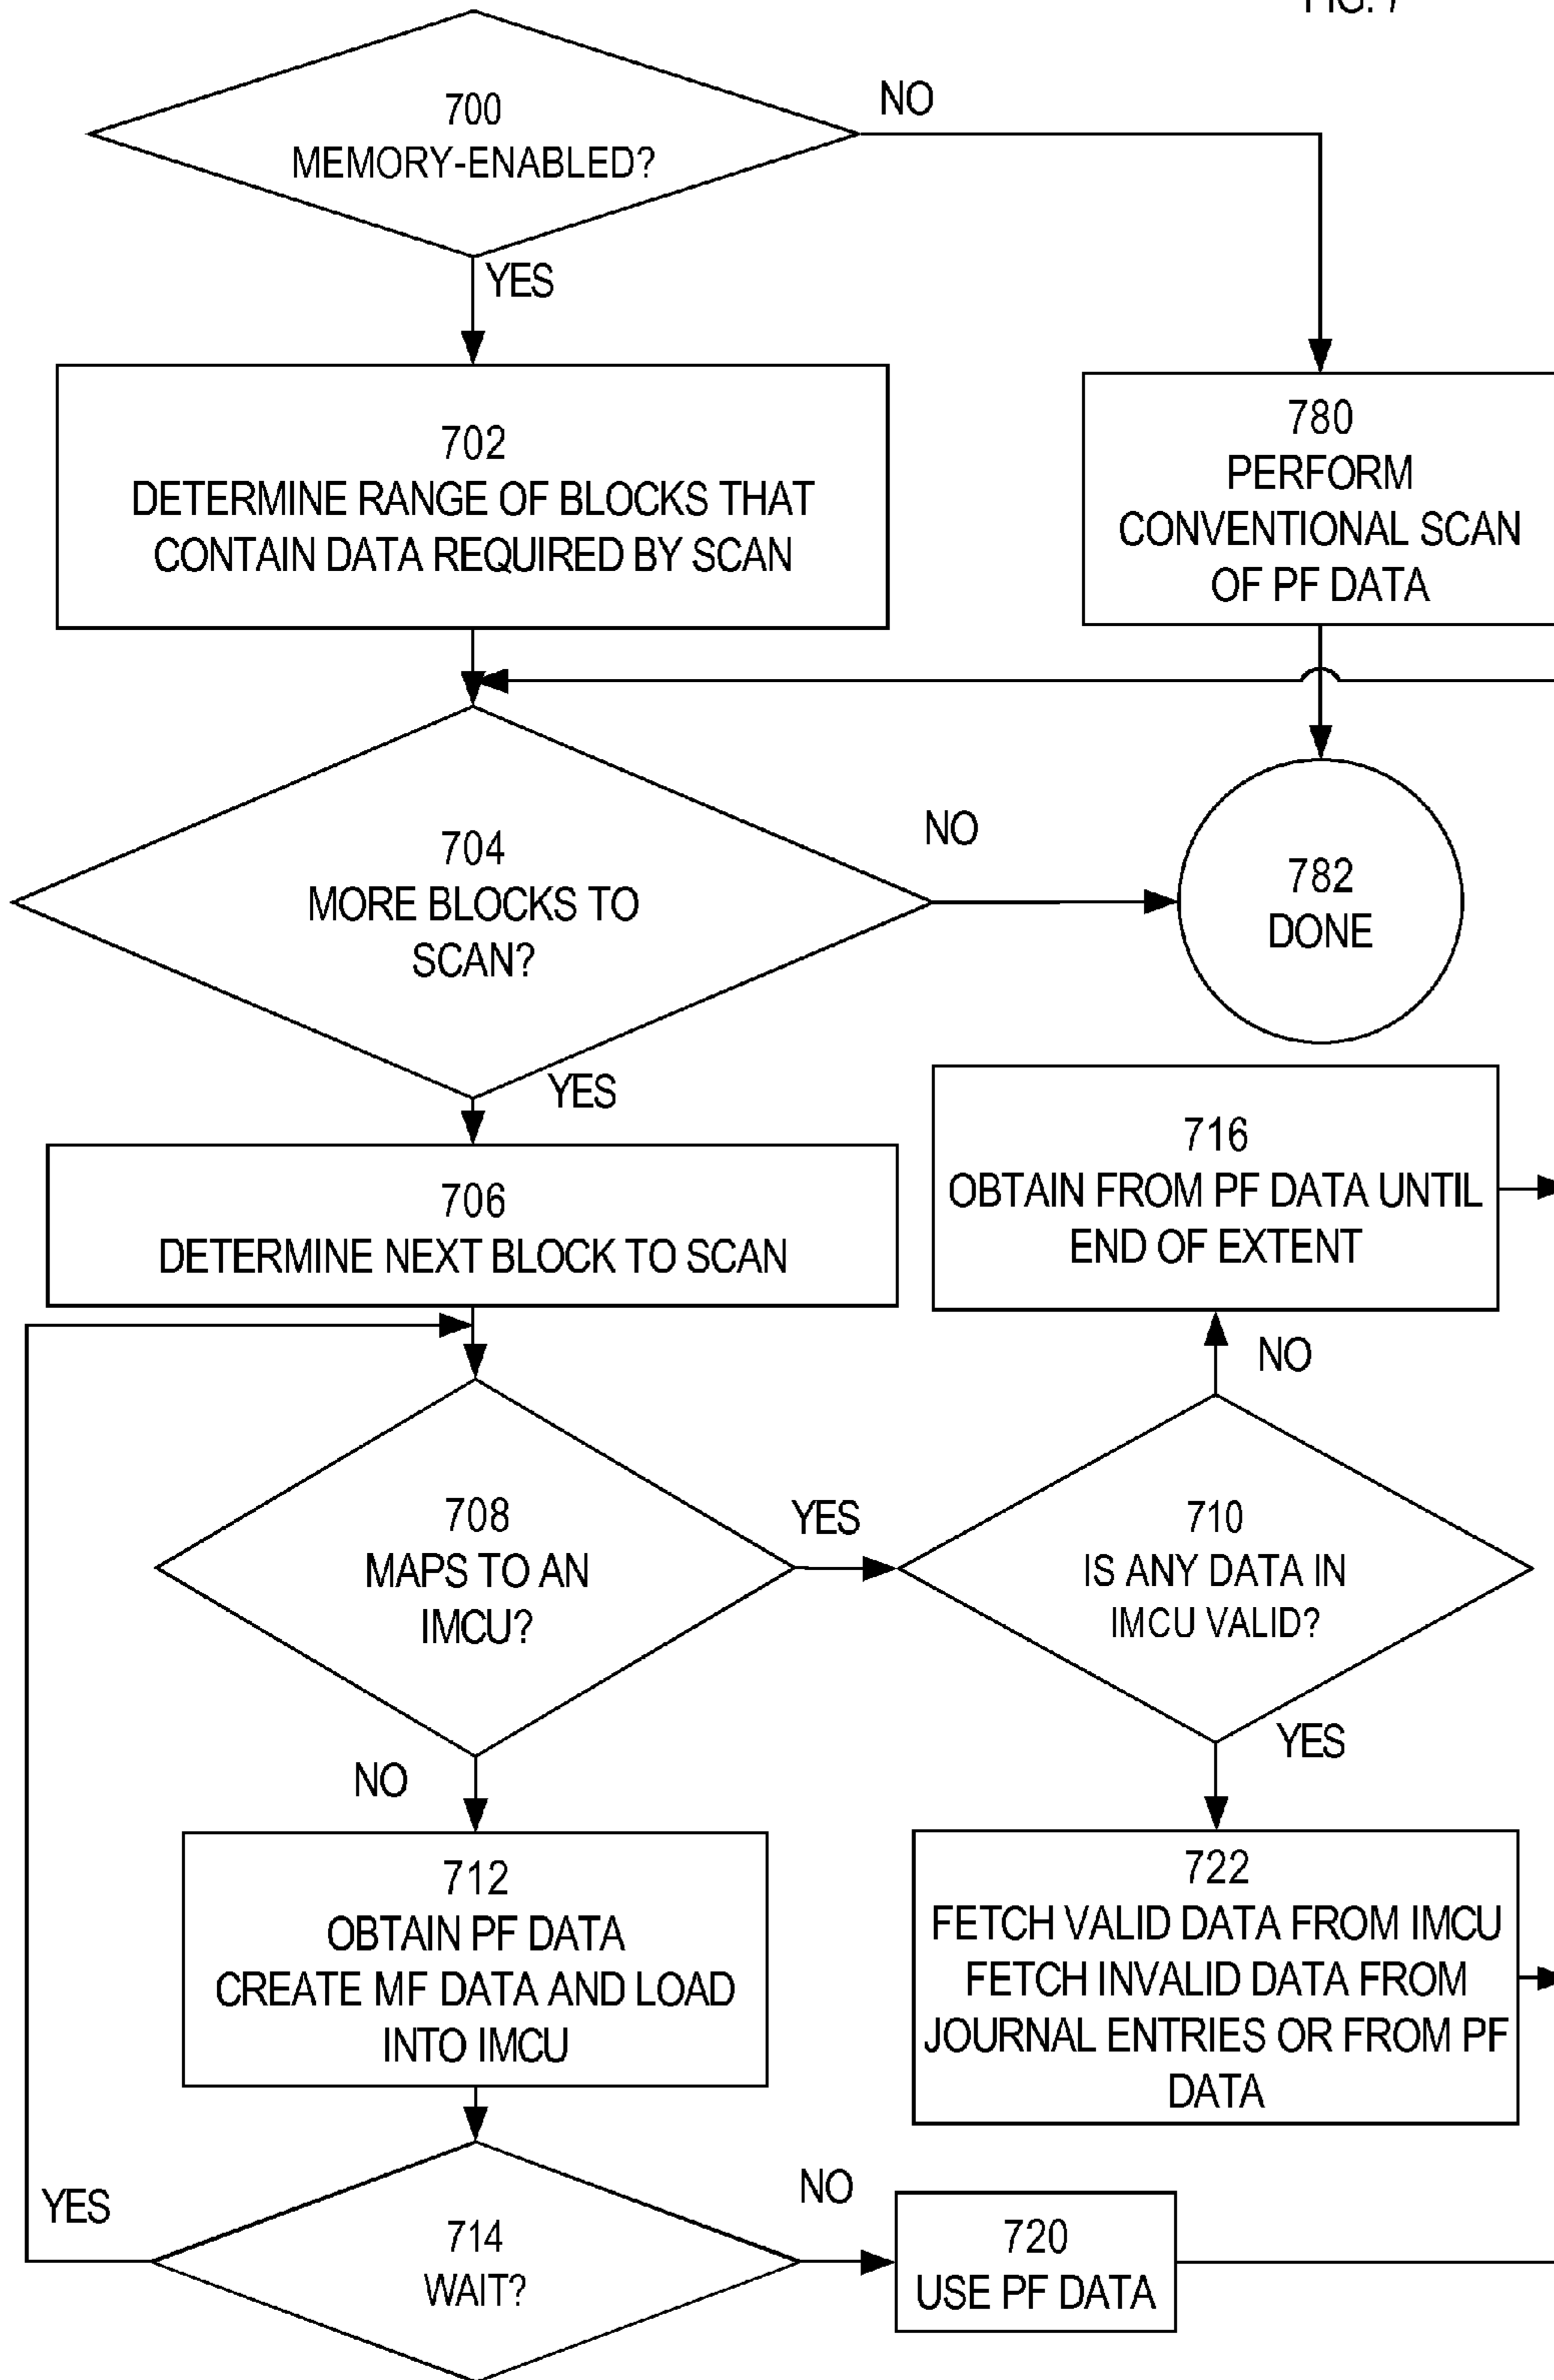 FIG. 7
700
MEMORY-ENABLED?
NO
YES
702
DETERMINE RANGE OF BLOCKS THAT
CONTAIN DATA REQUIRED BY SCAN
780
PERFORM
CONVENTIONAL SCAN
OF PF DATA
704
MORE BLOCKS TO
SCAN?
NO
782
DONE
YES
706
DETERMINE NEXT BLOCK TO SCAN
716
OBTAIN FROM PF DATA UNTIL
END OF EXTENT
NO
708
MAPS TO AN
IMCU?
YES
710
IS ANY DATA IN
IMCU VALID?
YES
NO
712
OBTAIN PF DATA
CREATE MF DATA AND LOAD
INTO IMCU
722
FETCH VALID DATA FROM IMCU
FETCH INVALID DATA FROM
JOURNAL ENTRIES OR FROM PF
DATA
YES
714
WAIT?
NO
720
USE PF DATA